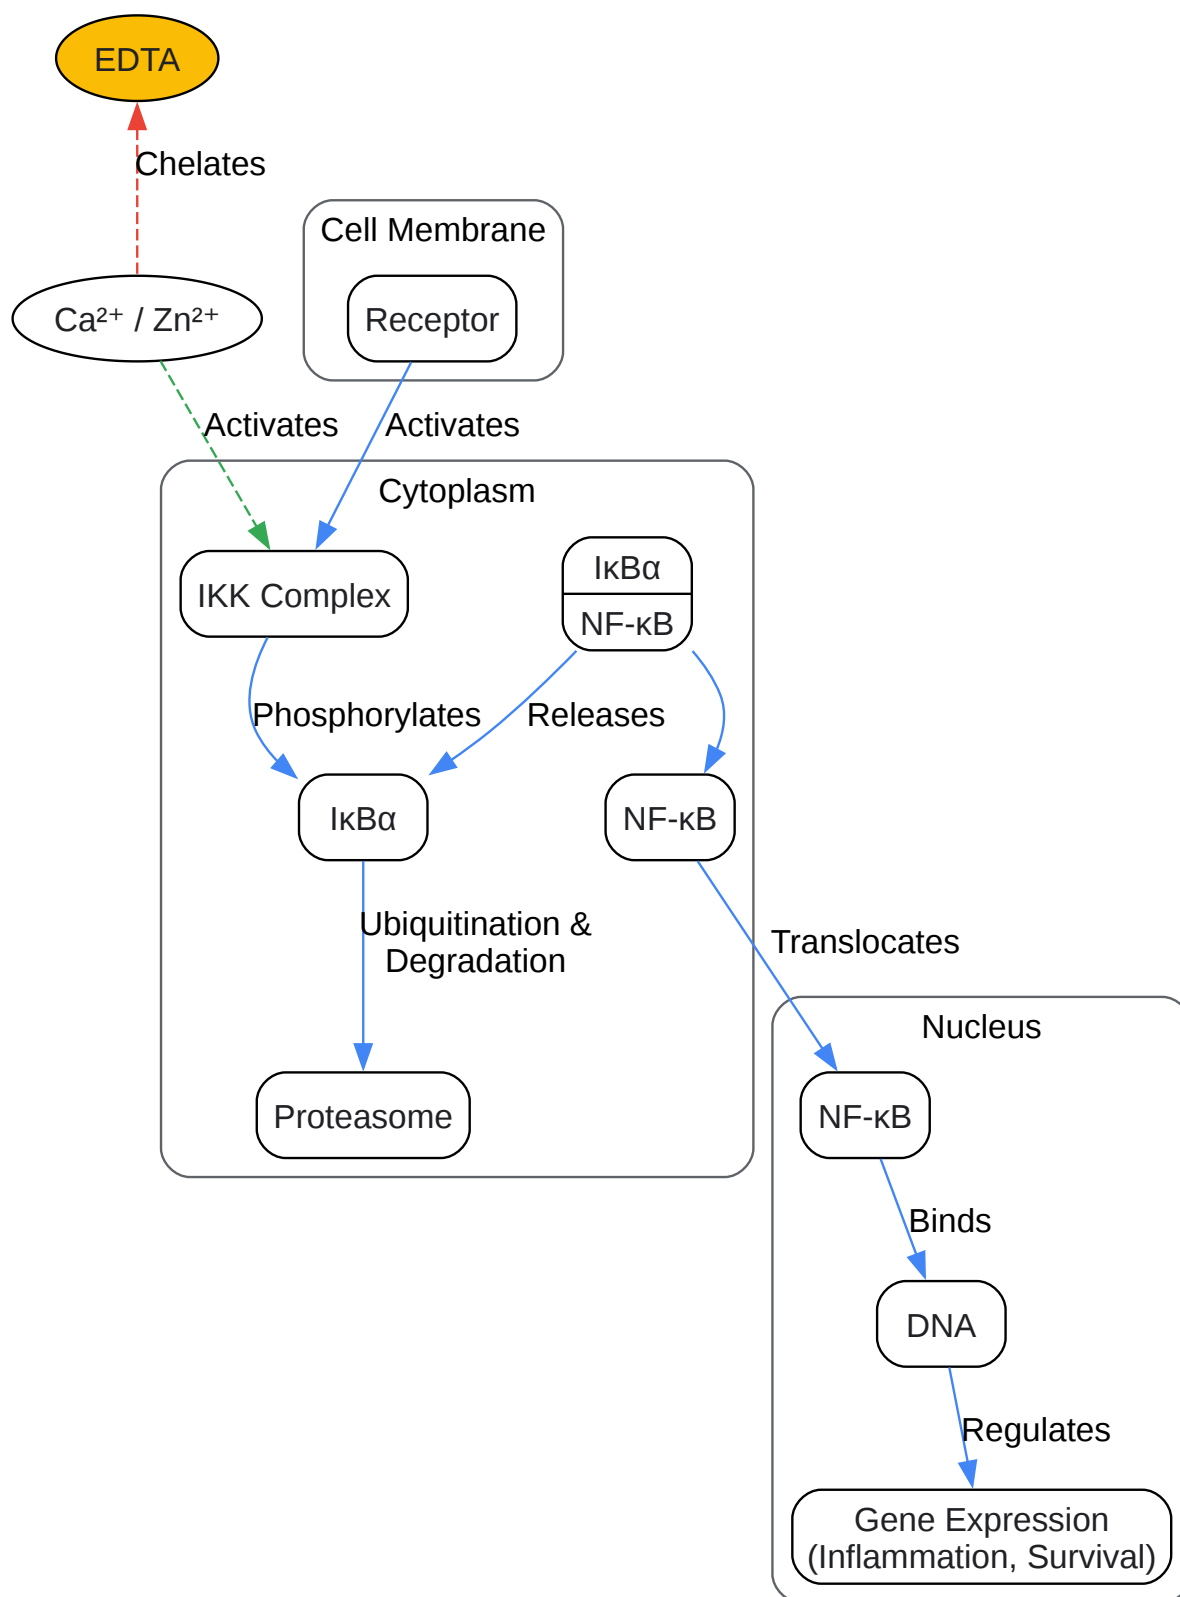 EDTA
Chelates
Cell Membrane
Ca²⁺ / Zn²⁺
Receptor
Activates
Activates
Cytoplasm
IKK Complex
IκBα
NF-κB
Phosphorylates
Releases
IκBα
NF-κB
Ubiquitination &
Degradation
Translocates
Nucleus
Proteasome
NF-κB
Binds
DNA
Regulates
Gene Expression
(Inflammation, Survival)